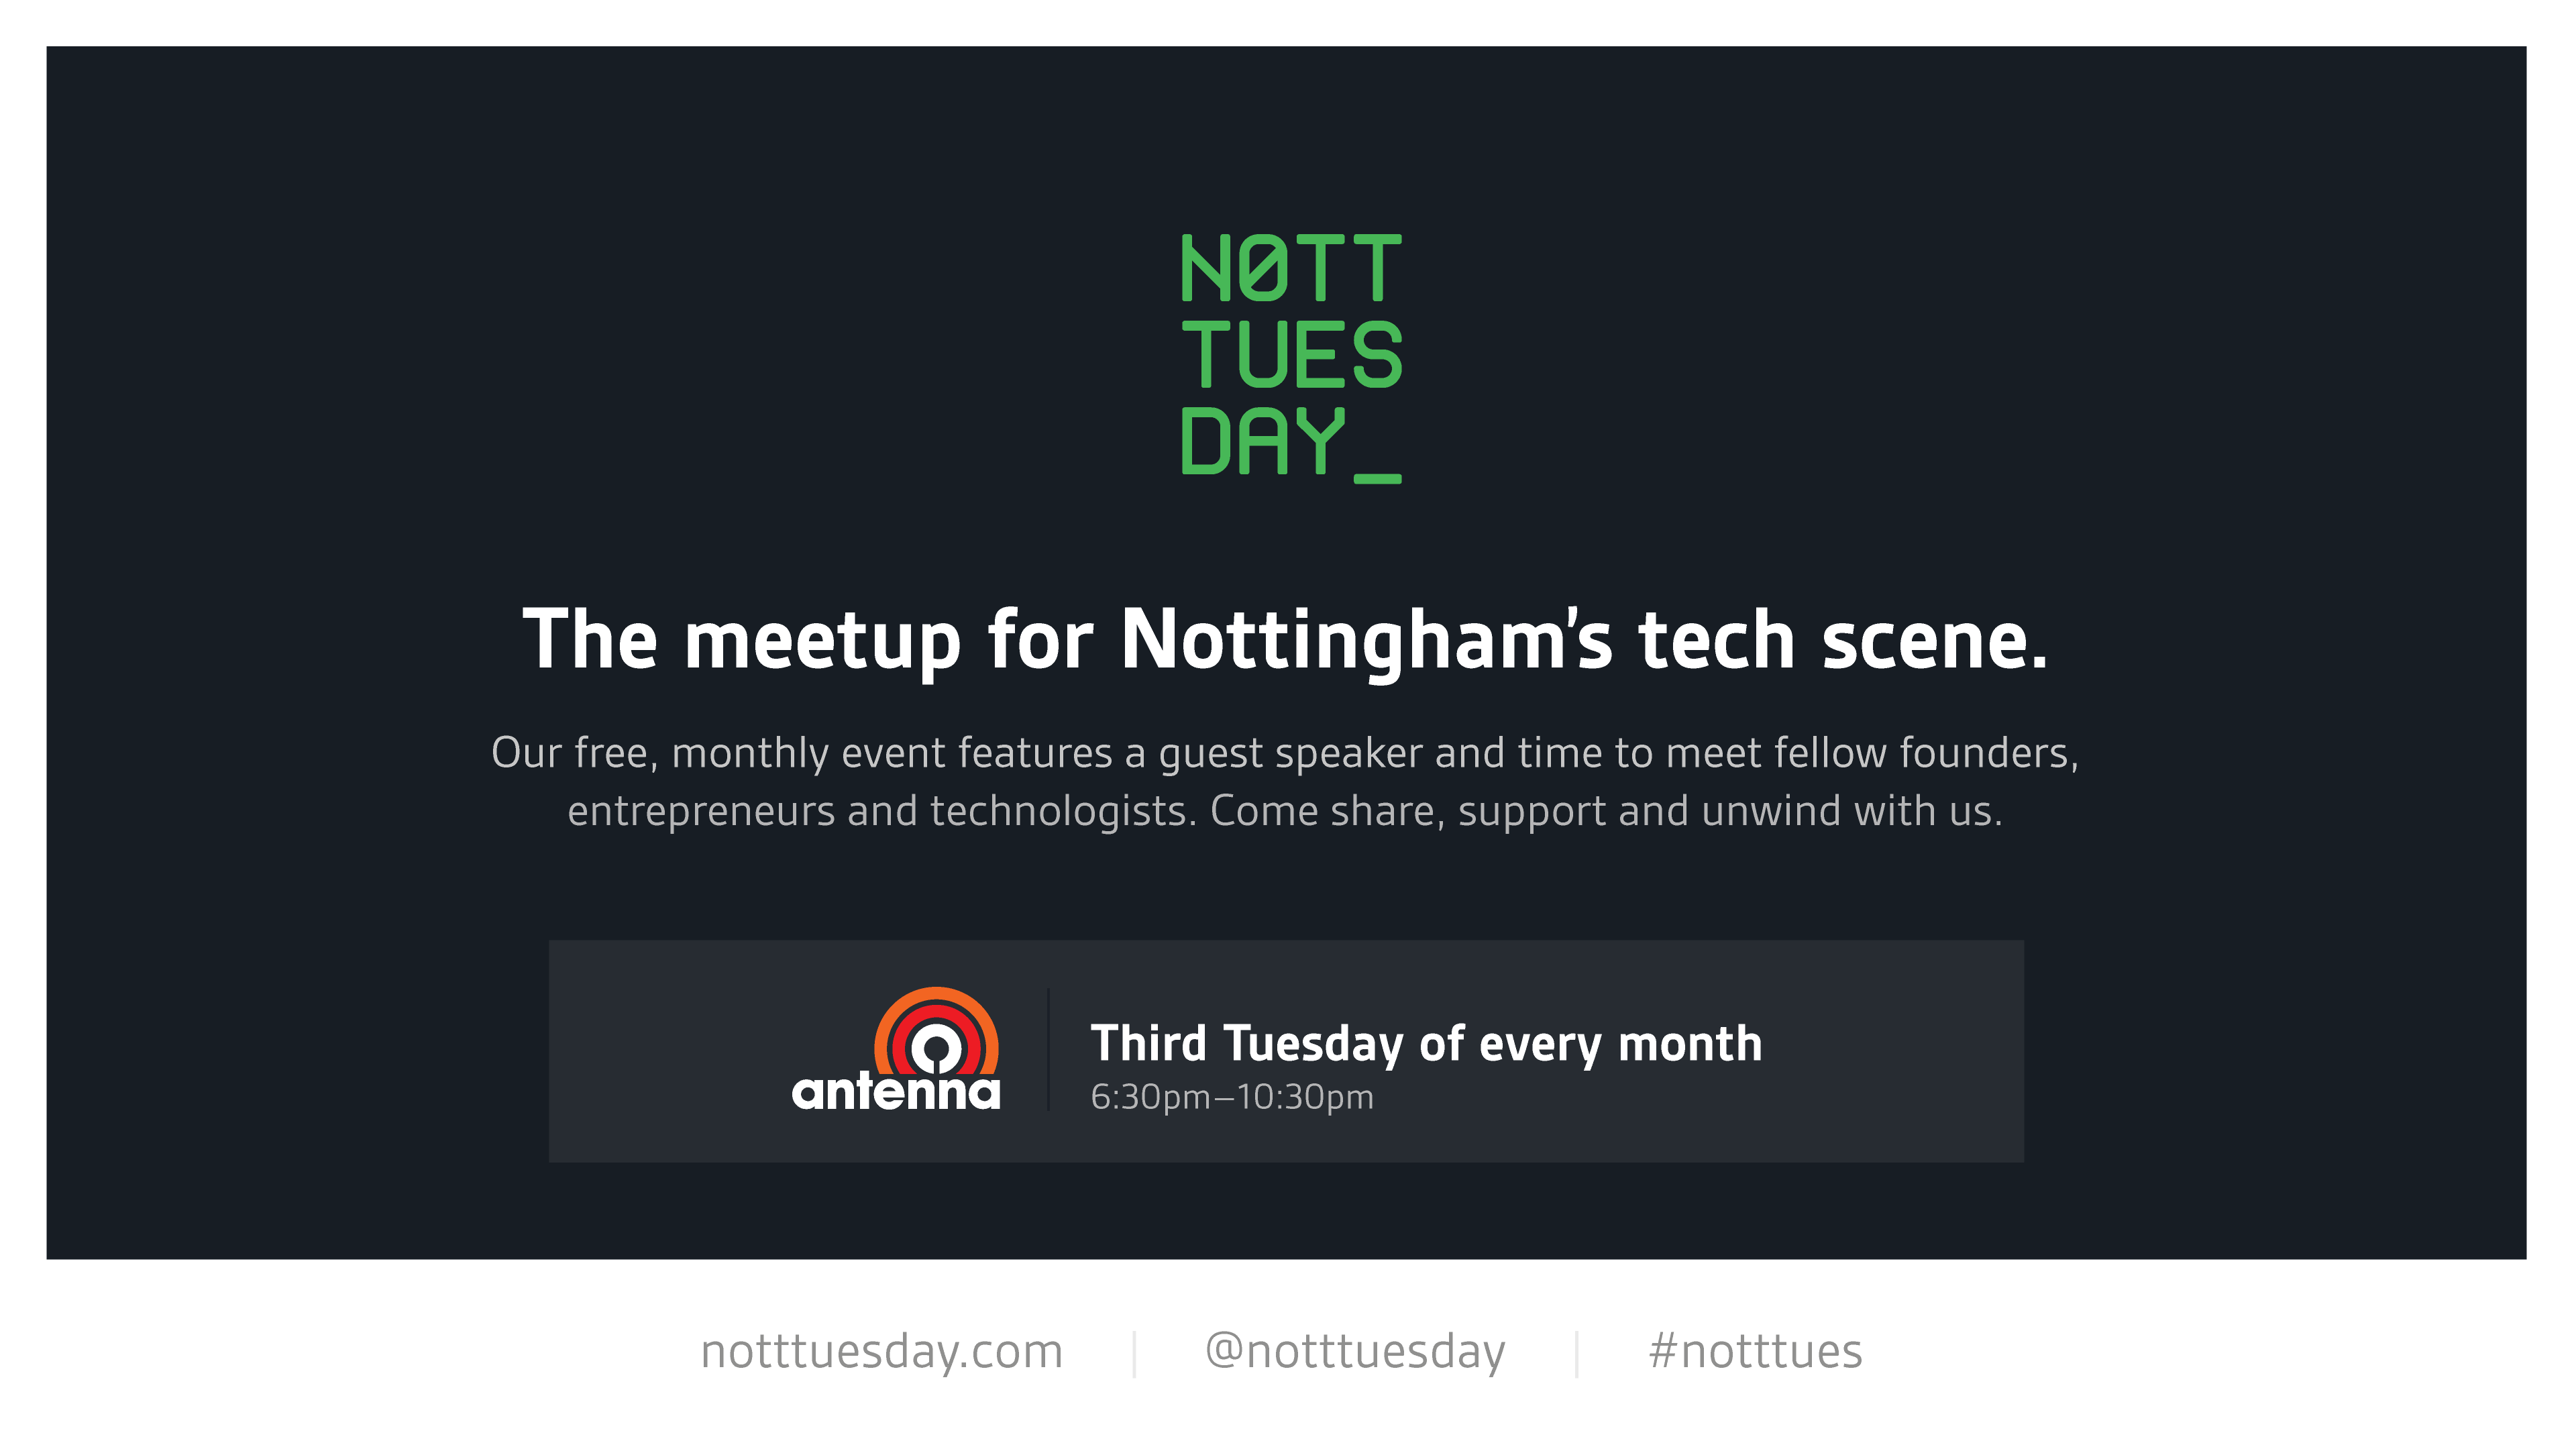 NØTT
TUES
DAY_
The meetup for Nottingham’s tech scene.
Our free, monthly event features a guest speaker and time to meet fellow founders,
entrepreneurs and technologists. Come share, support and unwind with us.
antenna
Third Tuesday of every month
6:30pm–10:30pm
notttuesday.com
@notttuesday
#notttues